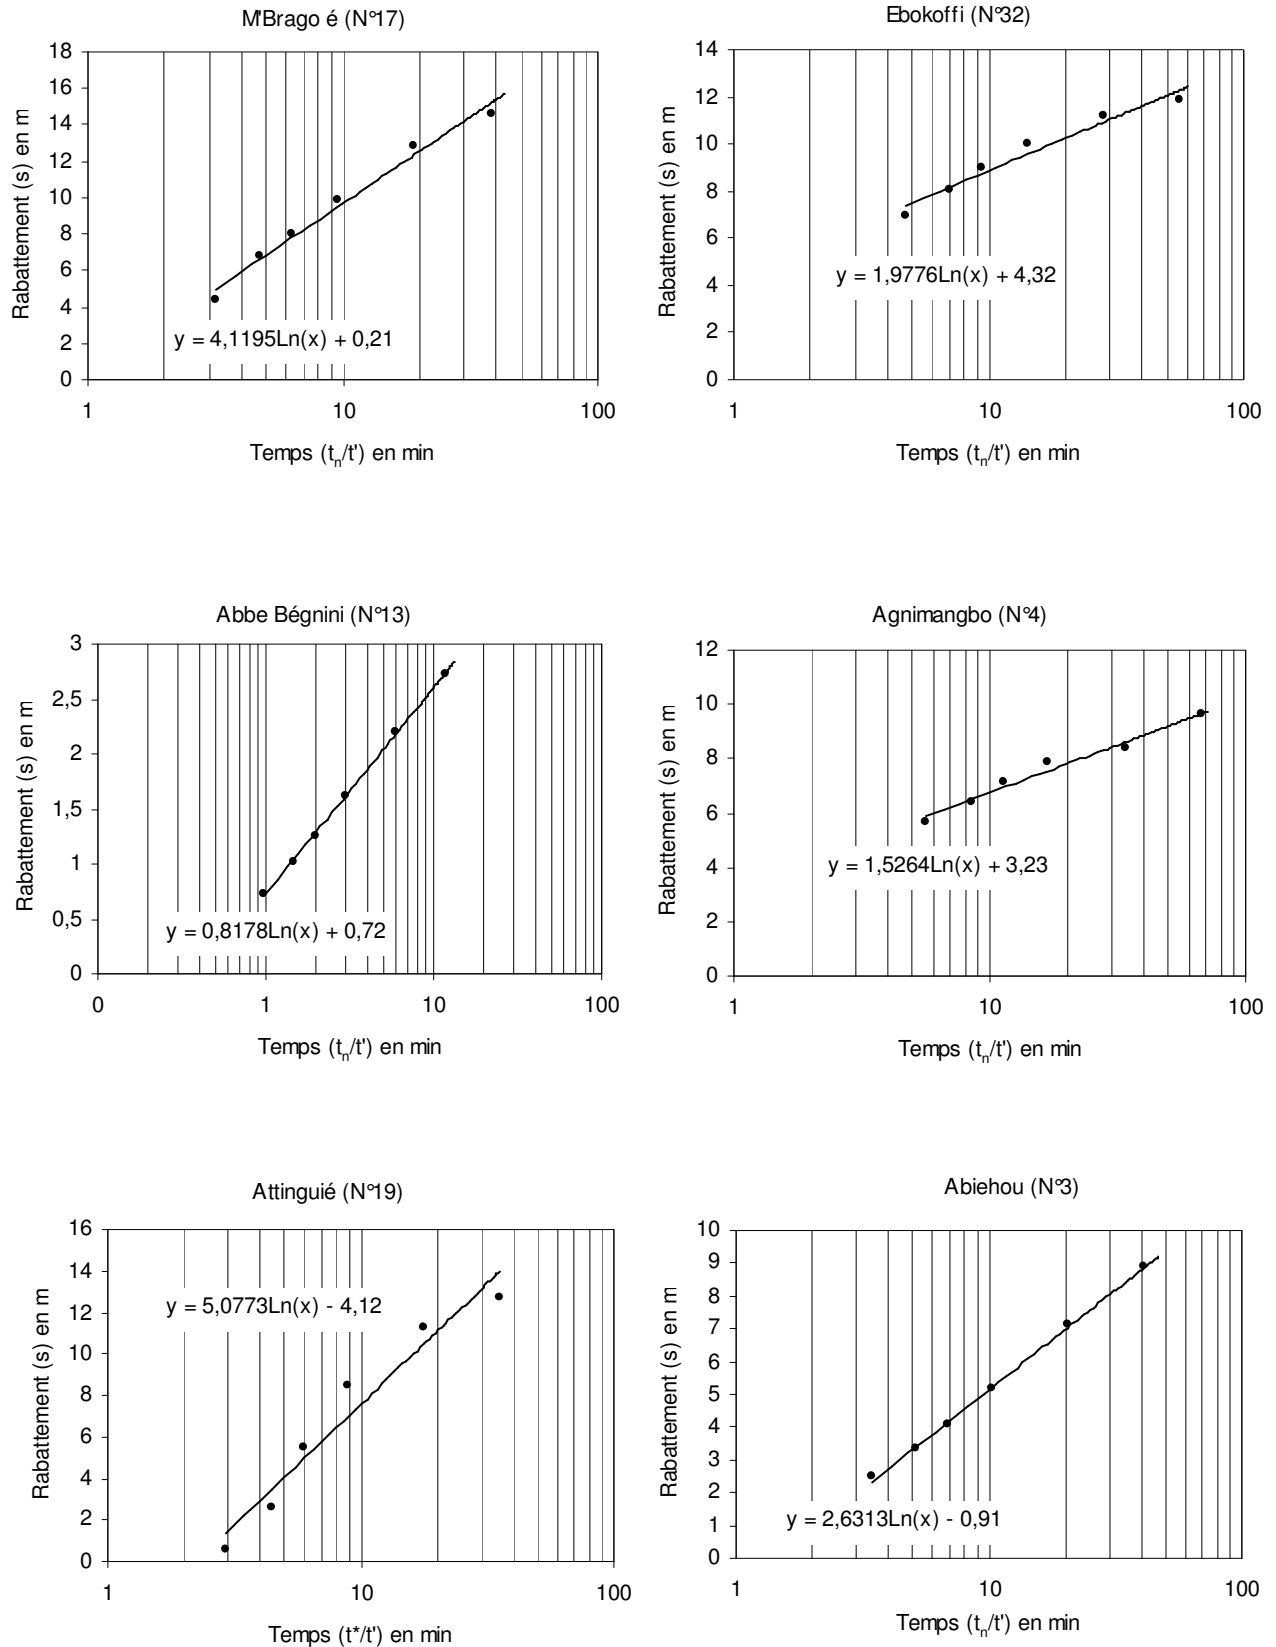 M'Brago é (N°17)
18
16
14
12
10
8
6
4
2
0
Rabattement (s) en m
y = 4,1195Ln(x) + 0,21
1
10
100
Temps (tn/t') en min
Ebokoffi (N°32)
14
12
10
8
6
4
2
0
Rabattement (s) en m
y = 1,9776Ln(x) + 4,32
1
10
100
Temps (tn/t') en min
Abbe Bégnini (N°13)
3
2,5
2
1,5
1
0,5
0
Rabattement (s) en m
y = 0,8178Ln(x) + 0,72
0
1
10
100
Temps (tn/t') en min
Agnimangbo (N°4)
12
10
8
6
4
2
0
Rabattement (s) en m
y = 1,5264Ln(x) + 3,23
1
10
100
Temps (tn/t') en min
Attinguié (N°19)
16
14
12
10
8
6
4
2
0
Rabattement (s) en m
y = 5,0773Ln(x) - 4,12
1
10
100
Temps (t*/t') en min
Abiehou (N°3)
10
9
8
7
6
5
4
3
2
1
0
Rabattement (s) en m
y = 2,6313Ln(x) - 0,91
1
10
100
Temps (tn/t') en min